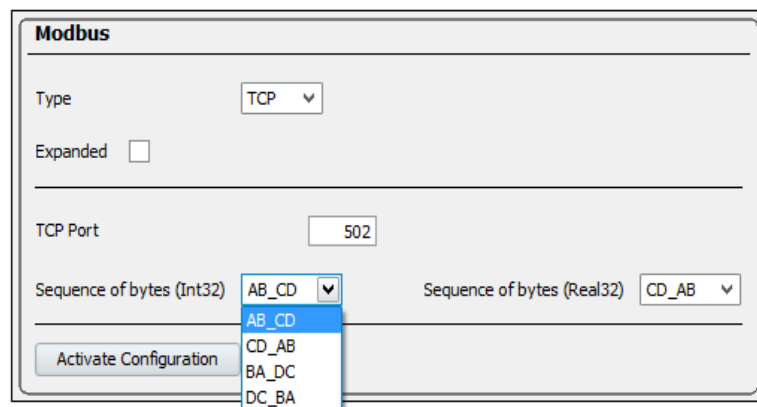 Modbus
Type TCP
Expanded
TCP Port 502
Sequence of bytes (Int32) AB_CD Sequence of bytes (Real32) CD_AB
AB_CD
Activate Configuration CD_AB
BA_DC
DC_BA